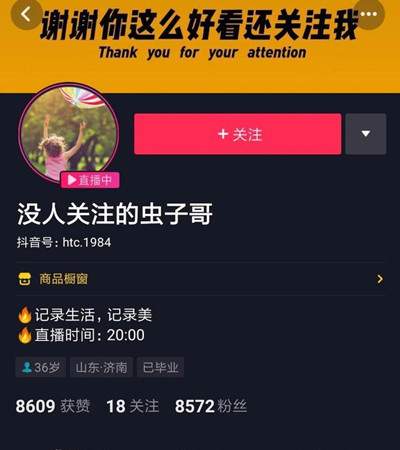 谢谢你这么好看还关注我
Thank you for your attention
+关注
直播中
没人关注的虫子哥
抖音号: htc.1984
商品橱窗
🔥记录生活，记录美
🔥直播时间: 20:00
36岁 山东·济南 已毕业
8609 获赞 18 关注 8572 粉丝